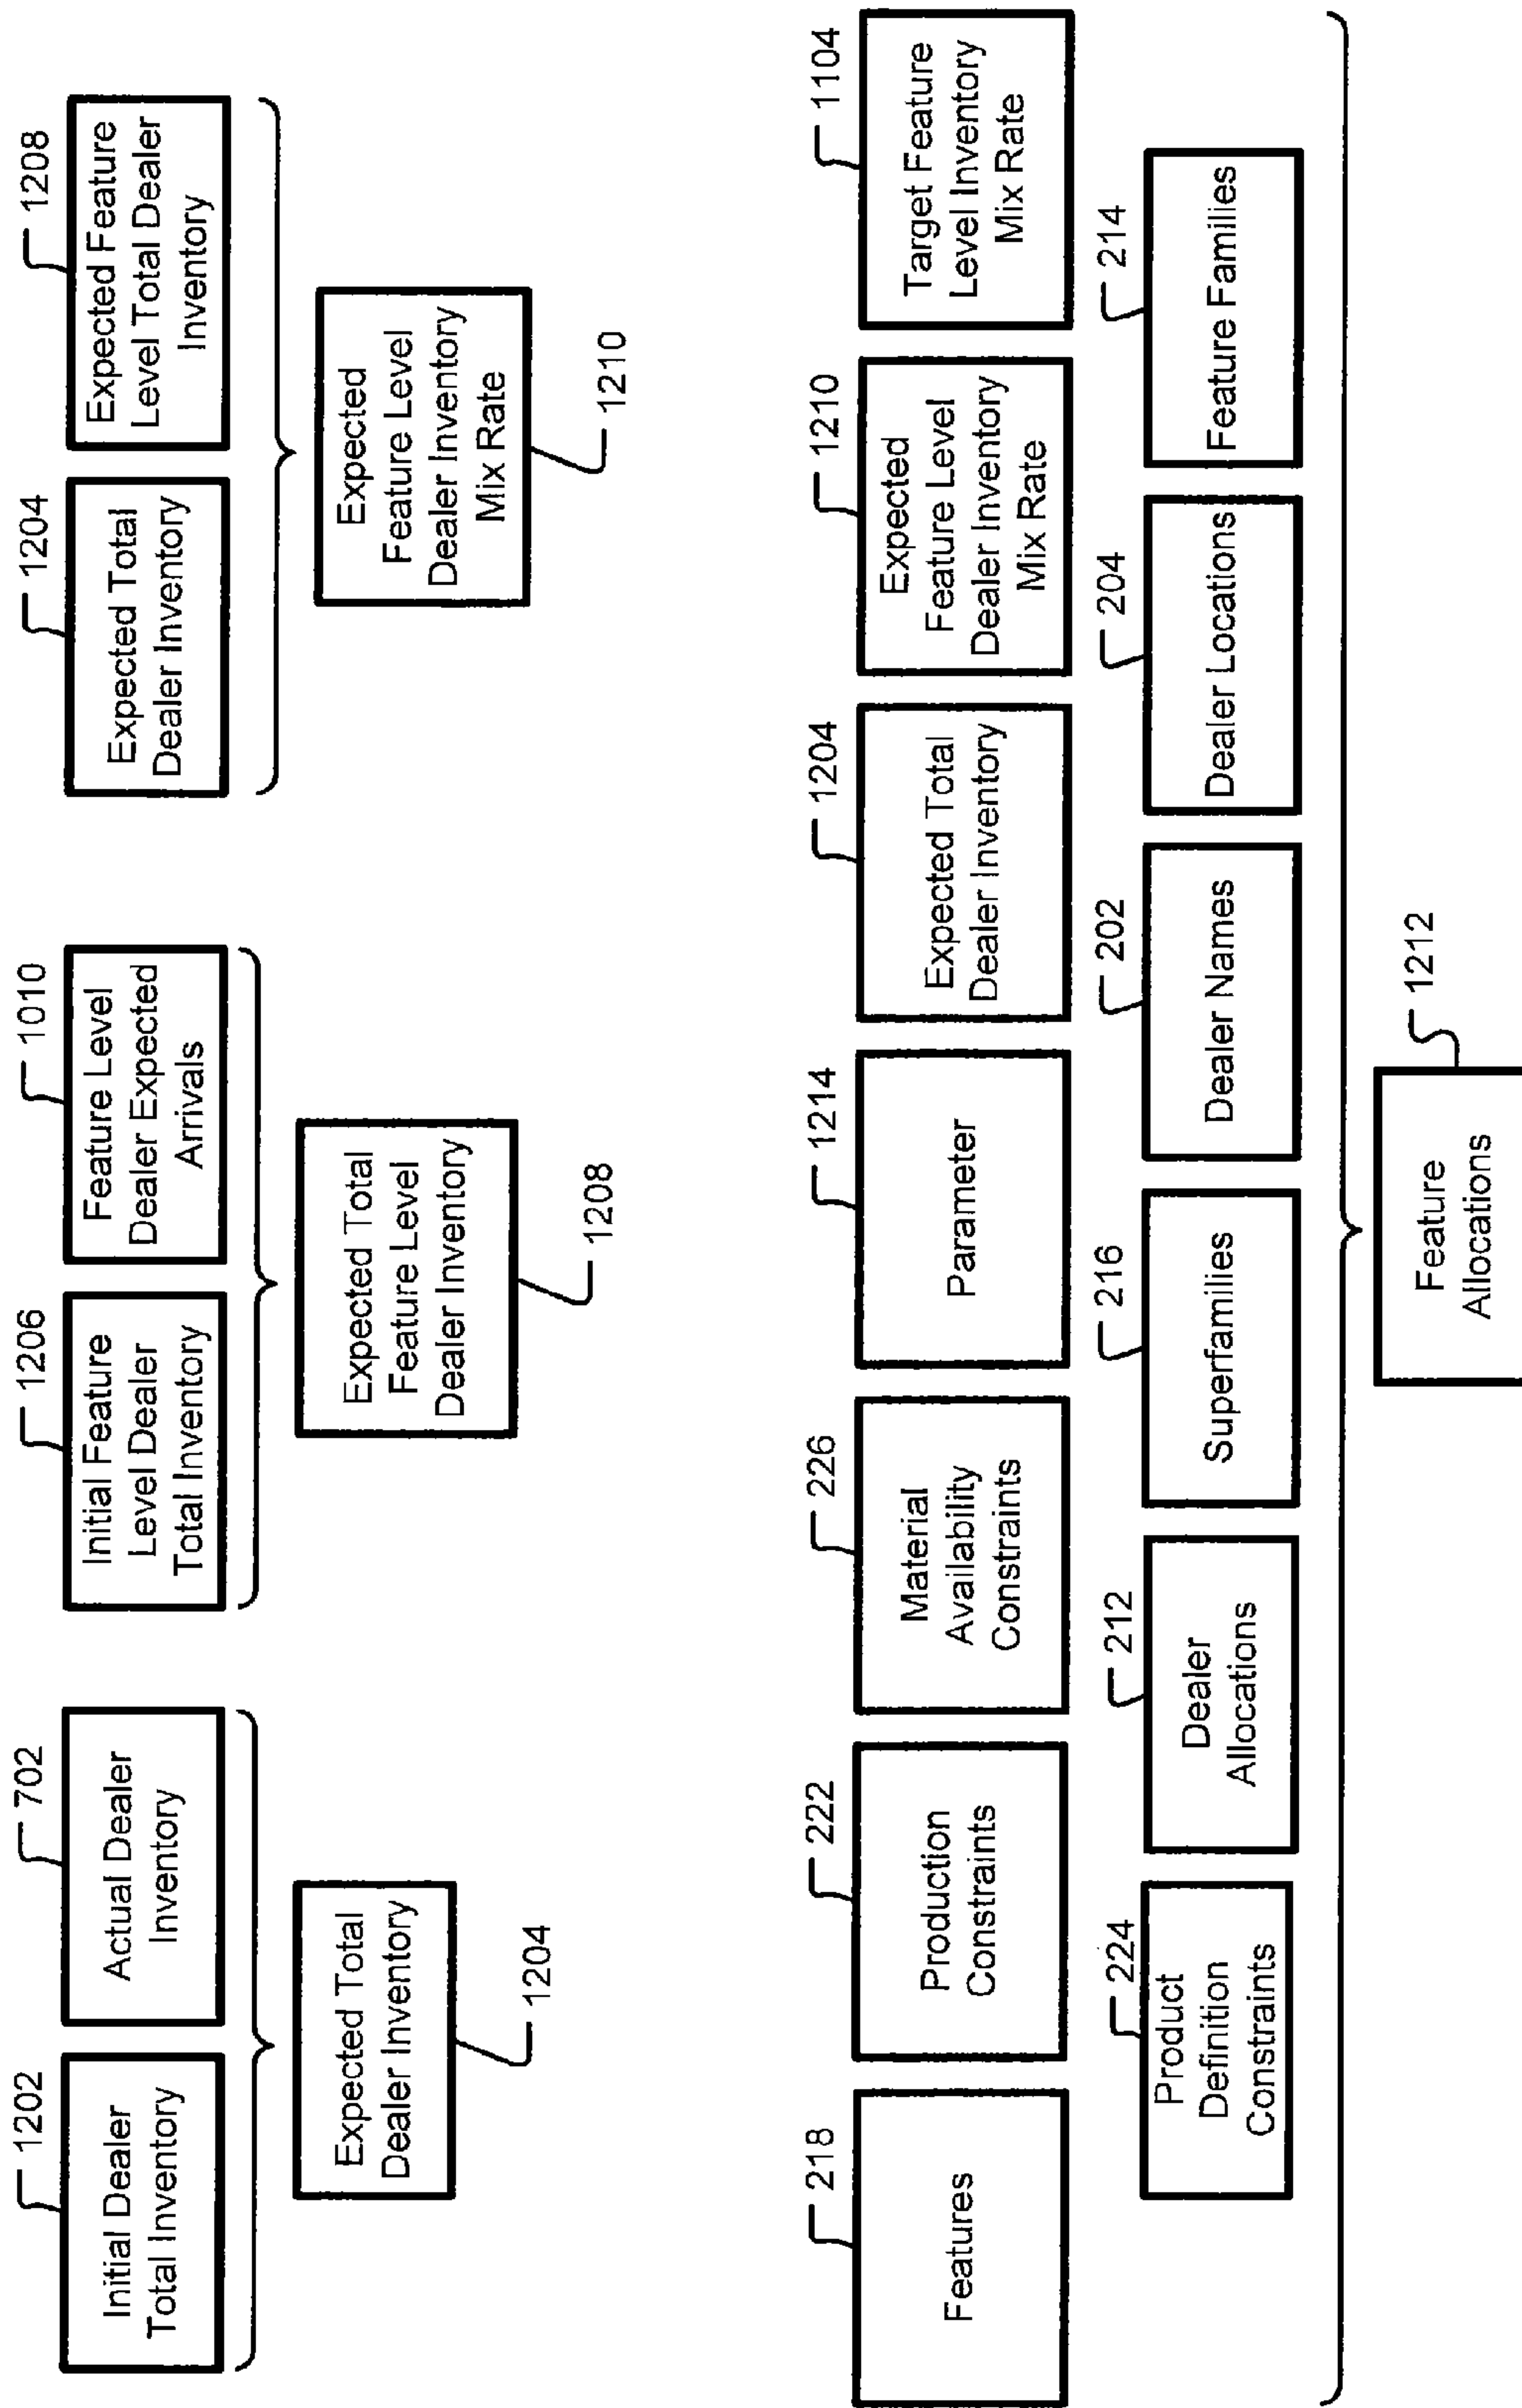 1202
702
Initial Dealer
Total Inventory
Actual Dealer
Inventory
Expected Total
Dealer Inventory
1204
1206
1010
Initial Feature
Level Dealer
Total Inventory
Feature Level
Dealer Expected
Arrivals
Expected Total
Feature Level
Dealer Inventory
1208
1204
1208
Expected Total
Dealer Inventory
Expected Feature
Level Total Dealer
Inventory
Expected
Feature Level
Dealer Inventory
Mix Rate
1210
218
Features
222
Production
Constraints
226
Material
Availability
Constraints
1214
Parameter
1204
Expected Total
Dealer Inventory
1210
Expected
Feature Level
Dealer Inventory
Mix Rate
1104
Target Feature
Level Inventory
Mix Rate
224
Product
Definition
Constraints
212
Dealer
Allocations
216
Superfamilies
202
Dealer Names
204
Dealer Locations
214
Feature Families
1212
Feature
Allocations